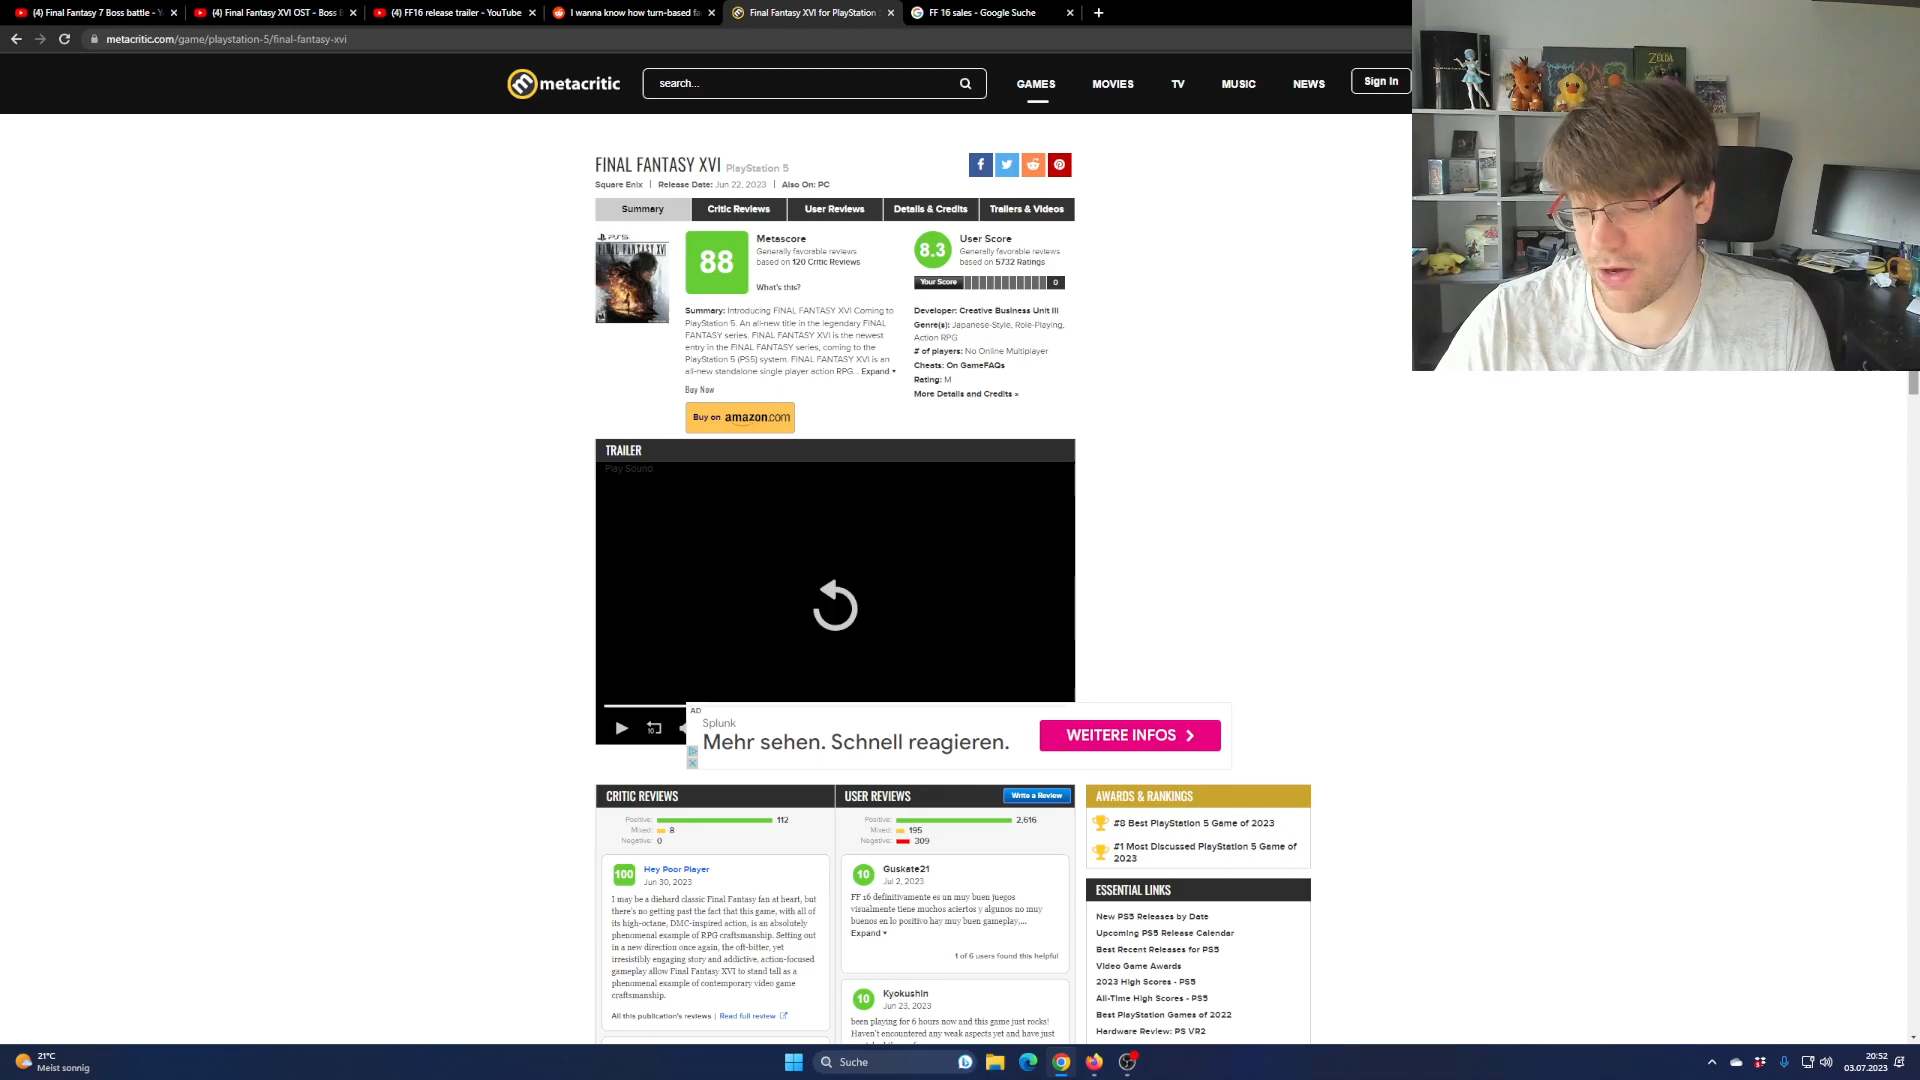 (4) Final Fantasy 7 Boss battle - Y
(4) Final Fantasy XVI OST - Boss B
(4) FF16 release trailer - YouTube
I wanna know how turn-based fa
Final Fantasy XVI for PlayStation
FF 16 sales - Google Suche
metacritic.com/game/playstation-5/final-fantasy-xvi
metacritic
search...
GAMES
MOVIES
TV
MUSIC
NEWS
Sign In
ZELDA
FINAL FANTASY XVI PlayStation 5
Square Enix | Release Date: Jun 22, 2023 | Also On: PC
Summary
Critic Reviews
User Reviews
Details & Credits
Trailers & Videos
PS5
FINAL FANTASY XVI
88
Metascore
Generally favorable reviews
based on 120 Critic Reviews
What's this?
8.3
User Score
Generally favorable reviews
based on 5732 Ratings
Your Score
0
Summary: Introducing FINAL FANTASY XVI Coming to
PlayStation 5. An all-new title in the legendary FINAL
FANTASY series. FINAL FANTASY XVI is the newest
entry in the FINAL FANTASY series, coming to the
PlayStation 5 (PS5) system. FINAL FANTASY XVI is an
all-new standalone single player action RPG... Expand
Buy Now
Buy on amazon.com
Developer: Creative Business Unit III
Genre(s): Japanese-Style, Role-Playing,
Action RPG
# of players: No Online Multiplayer
Cheats: On GameFAQs
Rating: M
More Details and Credits »
TRAILER
Play Sound
10
AD
Splunk
Mehr sehen. Schnell reagieren.
WEITERE INFOS
CRITIC REVIEWS
Positive: 112
Mixed: 8
Negative: 0
100
Hey Poor Player
Jun 30, 2023
I may be a diehard classic Final Fantasy fan at heart, but
there's no getting past the fact that this game, with all of
its high-octane, DMC-inspired action, is an absolutely
phenomenal example of RPG craftsmanship. Setting out
in a new direction once again, the oft-bitter, yet
irresistibly engaging story and addictive, action-focused
gameplay allow Final Fantasy XVI to stand tall as a
phenomenal example of contemporary video game
craftsmanship.
All this publication's reviews | Read full review
USER REVIEWS
Write a Review
Positive: 2,616
Mixed: 195
Negative: 309
10
Guskate21
Jul 2, 2023
FF 16 definitivamente es un muy buen juegos
visualmente tiene muchos aciertos y algunos no muy
buenos en lo positivo hay muy buen gameplay,...
Expand
1 of 6 users found this helpful
10
Kyokushin
Jun 23, 2023
been playing for 6 hours now and this game just rocks!
Haven't encountered any weak aspects yet and have just
AWARDS & RANKINGS
#8 Best PlayStation 5 Game of 2023
#1 Most Discussed PlayStation 5 Game of
2023
ESSENTIAL LINKS
New PS5 Releases by Date
Upcoming PS5 Release Calendar
Best Recent Releases for PS5
Video Game Awards
2023 High Scores - PS5
All-Time High Scores - PS5
Best PlayStation Games of 2022
Hardware Review: PS VR2
21°C
Meist sonnig
Suche
20:52
03.07.2023